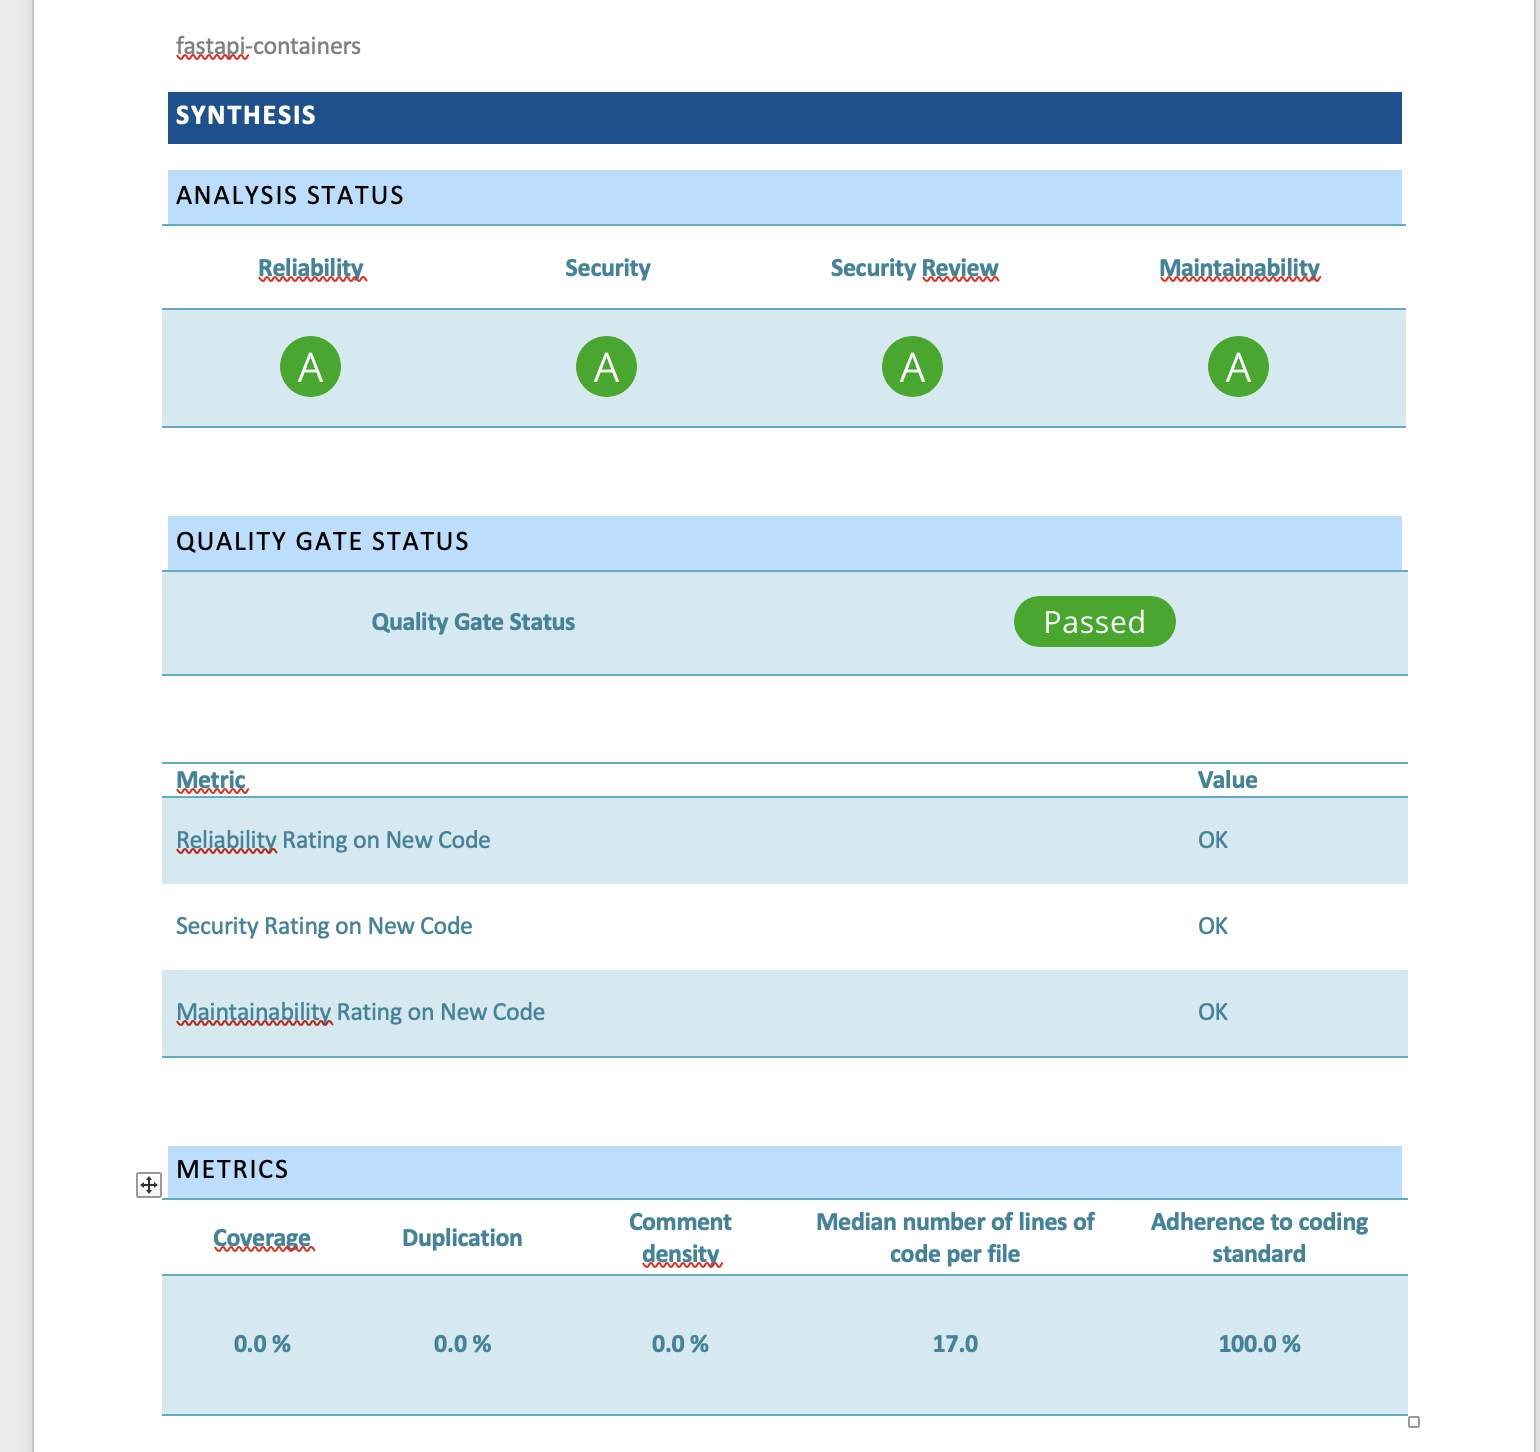 fastapi-containers
SYNTHESIS
ANALYSIS STATUS
Reliability Security Security Review Maintainability
A A A A
QUALITY GATE STATUS
Quality Gate Status Passed
Metric Value
Reliability Rating on New Code OK
Security Rating on New Code OK
Maintainability Rating on New Code OK
METRICS
Coverage Duplication Comment density Median number of lines of code per file Adherence to coding standard
0.0 % 0.0 % 0.0 % 17.0 100.0 %